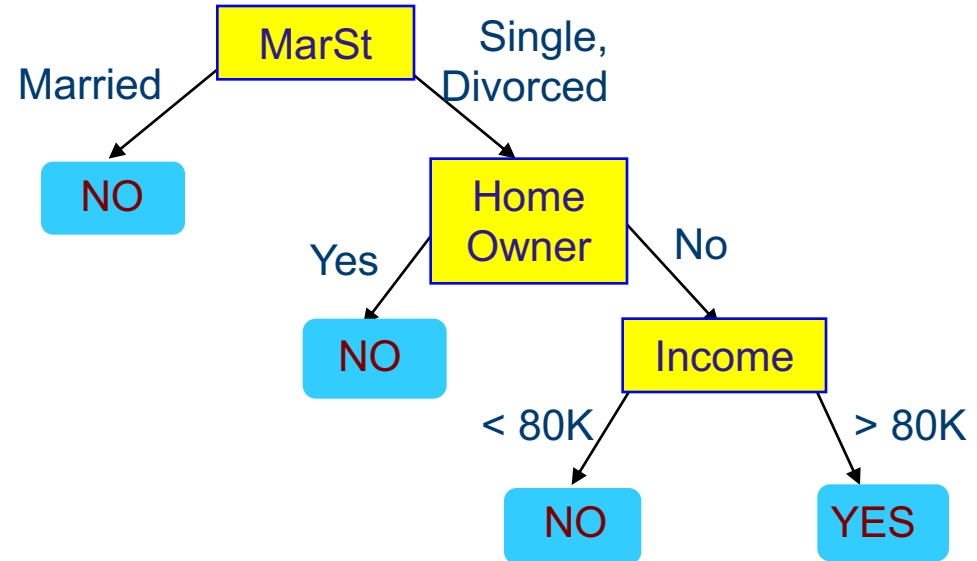 MarSt
Single,
Divorced
Married
NO
Home
Owner
Yes
No
NO
Income
< 80K
> 80K
NO
YES